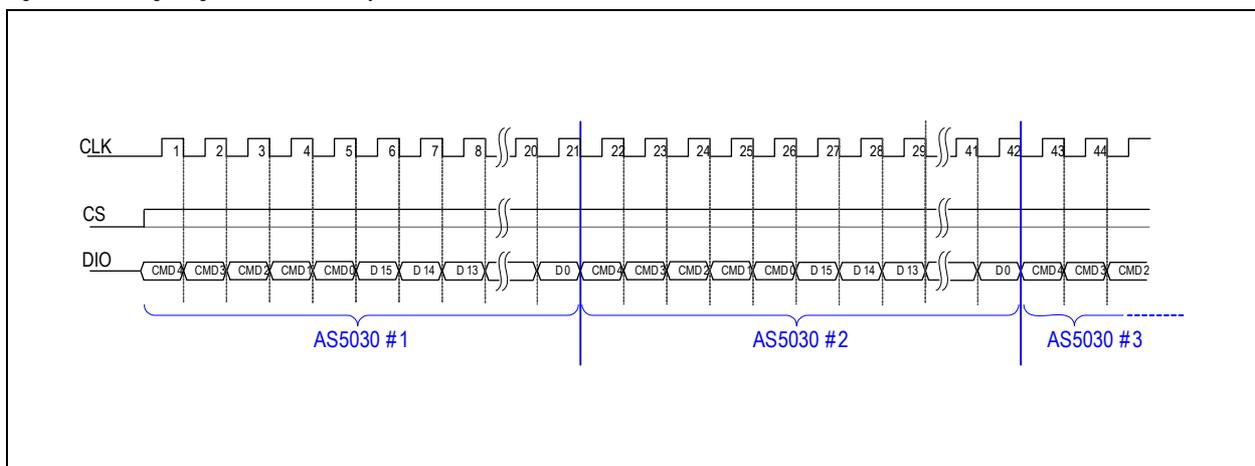 CLK 1 2 3 4 5 6 7 8 20 21 22 23 24 25 26 27 28 29 41 42 43 44
CS
DIO CMD 4 CMD 3 CMD 2 CMD 1 CMD 0 D 15 D 14 D 13 D 0 CMD 4 CMD 3 CMD 2 CMD 1 CMD 0 D 15 D 14 D 13 D 0 CMD 4 CMD 3 CMD 2
AS5030 #1 AS5030 #2 AS5030 #3